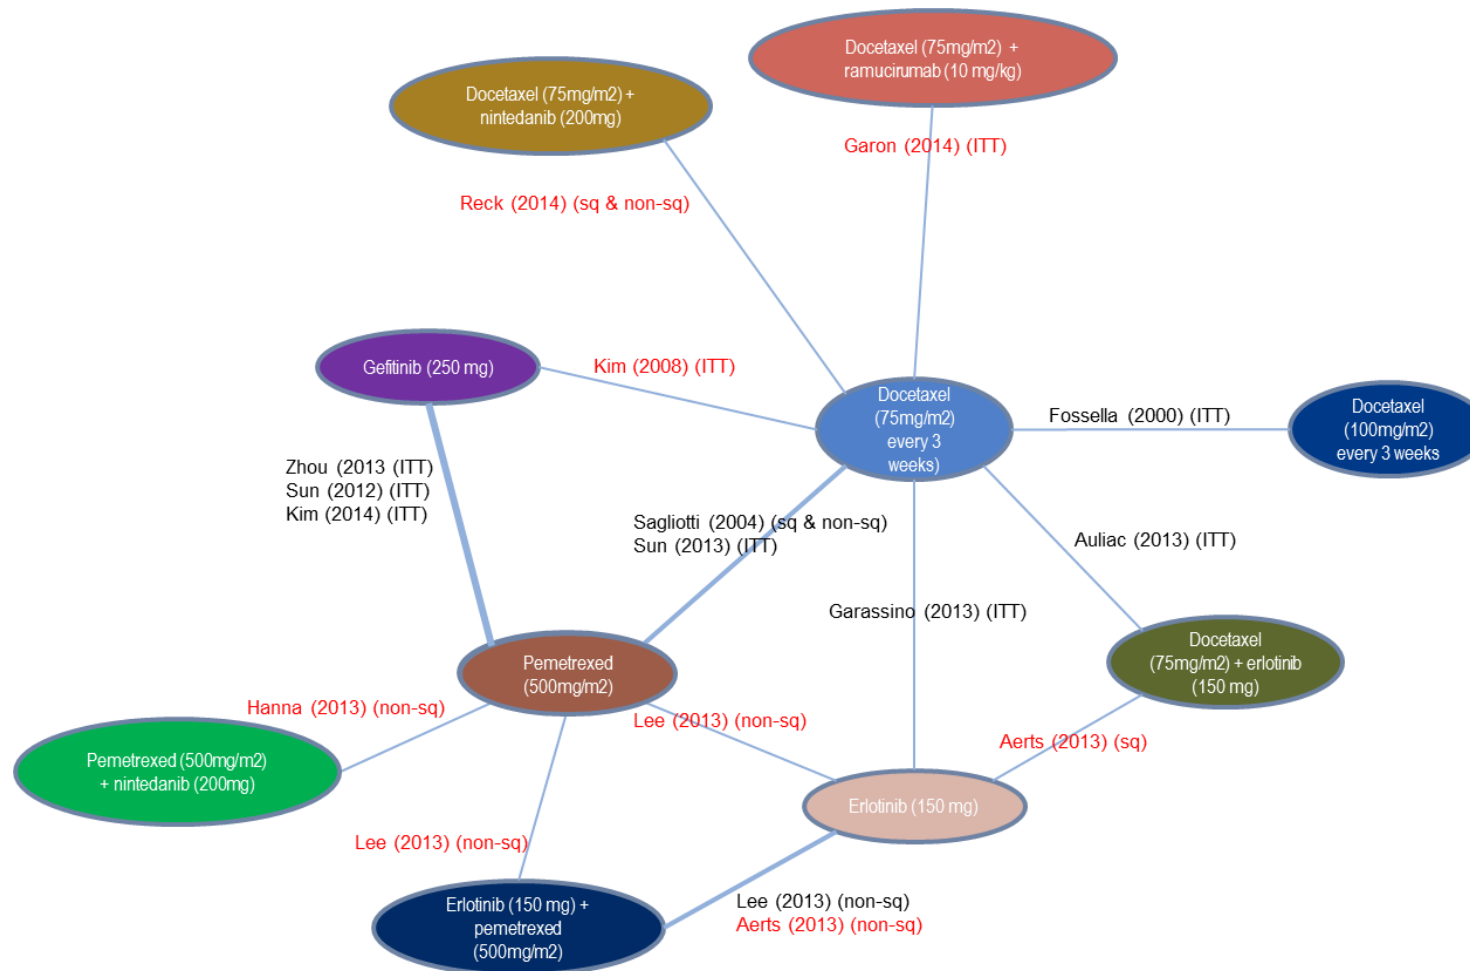 Docetaxel (75mg/m2) +
ramucirumab (10 mg/kg)
Docetaxel (75mg/m2) +
nintedanib (200mg)
Garon (2014) (ITT)
Reck (2014) (sq & non-sq)
Gefitinib (250 mg)
Kim (2008) (ITT)
Docetaxel
(75mg/m2)
every 3
weeks)
Fossella (2000) (ITT)
Docetaxel
(100mg/m2)
every 3 weeks
Zhou (2013 (ITT)
Sun (2012) (ITT)
Kim (2014) (ITT)
Sagliotti (2004) (sq & non-sq)
Sun (2013) (ITT)
Auliac (2013) (ITT)
Garassino (2013) (ITT)
Docetaxel
(75mg/m2) + erlotinib
(150 mg)
Pemetrexed
(500mg/m2)
Hanna (2013) (non-sq)
Lee (2013) (non-sq)
Aerts (2013) (sq)
Pemetrexed (500mg/m2)
+ nintedanib (200mg)
Erlotinib (150 mg)
Lee (2013) (non-sq)
Erlotinib (150 mg) +
pemetrexed
(500mg/m2)
Lee (2013) (non-sq)
Aerts (2013) (non-sq)